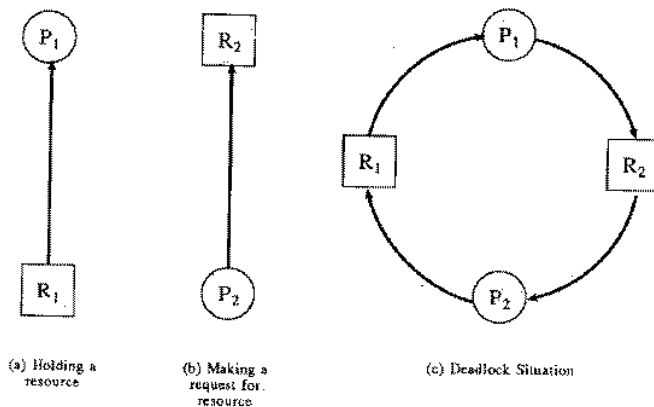 P1
R2
P1
R1
R2
R1
P2
P2
(a) Holding a
resource
(b) Making a
request for.
resource
(c) Deadlock Situation